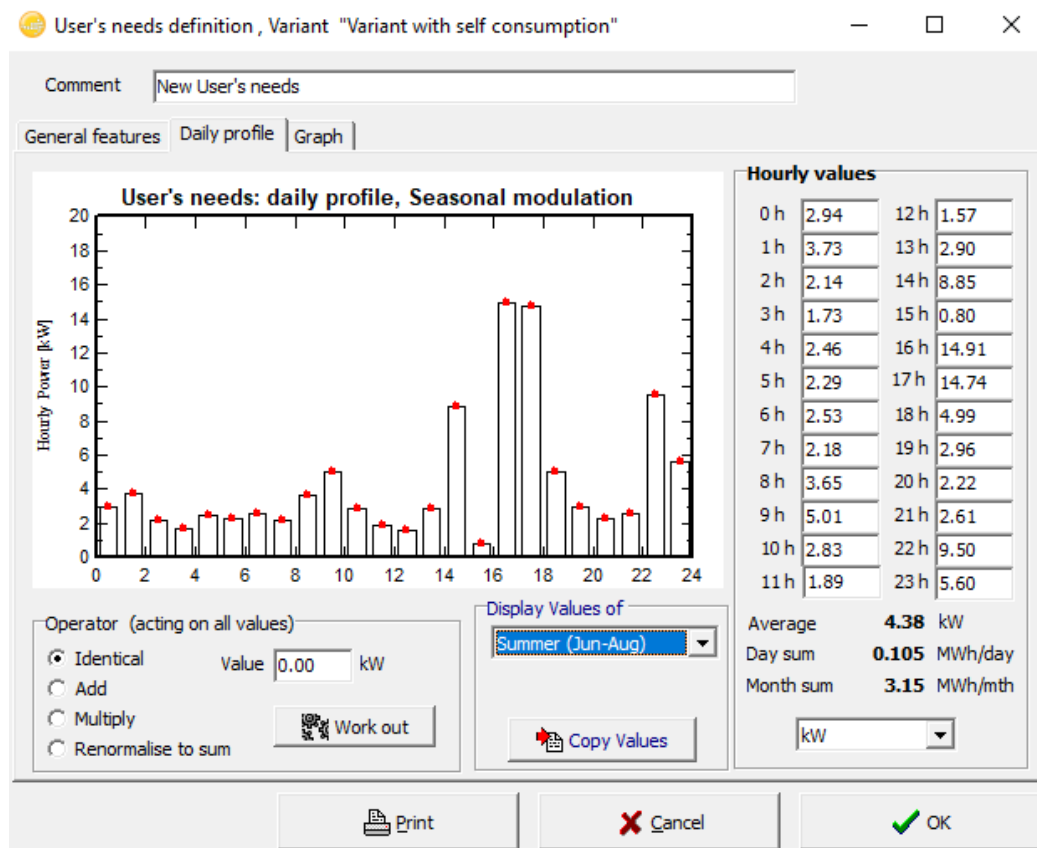 User's needs definition , Variant  "Variant with self consumption"
Comment New User's needs
General features Daily profile Graph
User's needs: daily profile, Seasonal modulation
Hourly Power [kW]
20
18
16
14
12
10
8
6
4
2
0
0 2 4 6 8 10 12 14 16 18 20 22 24
Hourly values
0 h 2.94 12 h 1.57
1 h 3.73 13 h 2.90
2 h 2.14 14 h 8.85
3 h 1.73 15 h 0.80
4 h 2.46 16 h 14.91
5 h 2.29 17 h 14.74
6 h 2.53 18 h 4.99
7 h 2.18 19 h 2.96
8 h 3.65 20 h 2.22
9 h 5.01 21 h 2.61
10 h 2.83 22 h 9.50
11 h 1.89 23 h 5.60
Average 4.38 kW
Day sum 0.105 MWh/day
Month sum 3.15 MWh/mth
kW
Operator (acting on all values)
Identical Value 0.00 kW
Add
Multiply
Renormalise to sum
Work out
Display Values of
Summer (Jun-Aug)
Copy Values
Print Cancel OK